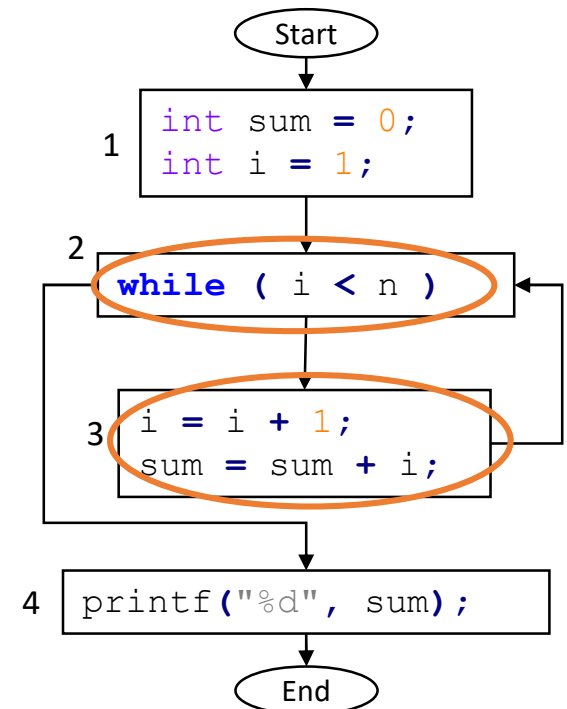 Start
1
int sum = 0;
int i = 1;
2
while ( i < n )
3
i = i + 1;
sum = sum + i;
4
printf("%d", sum);
End